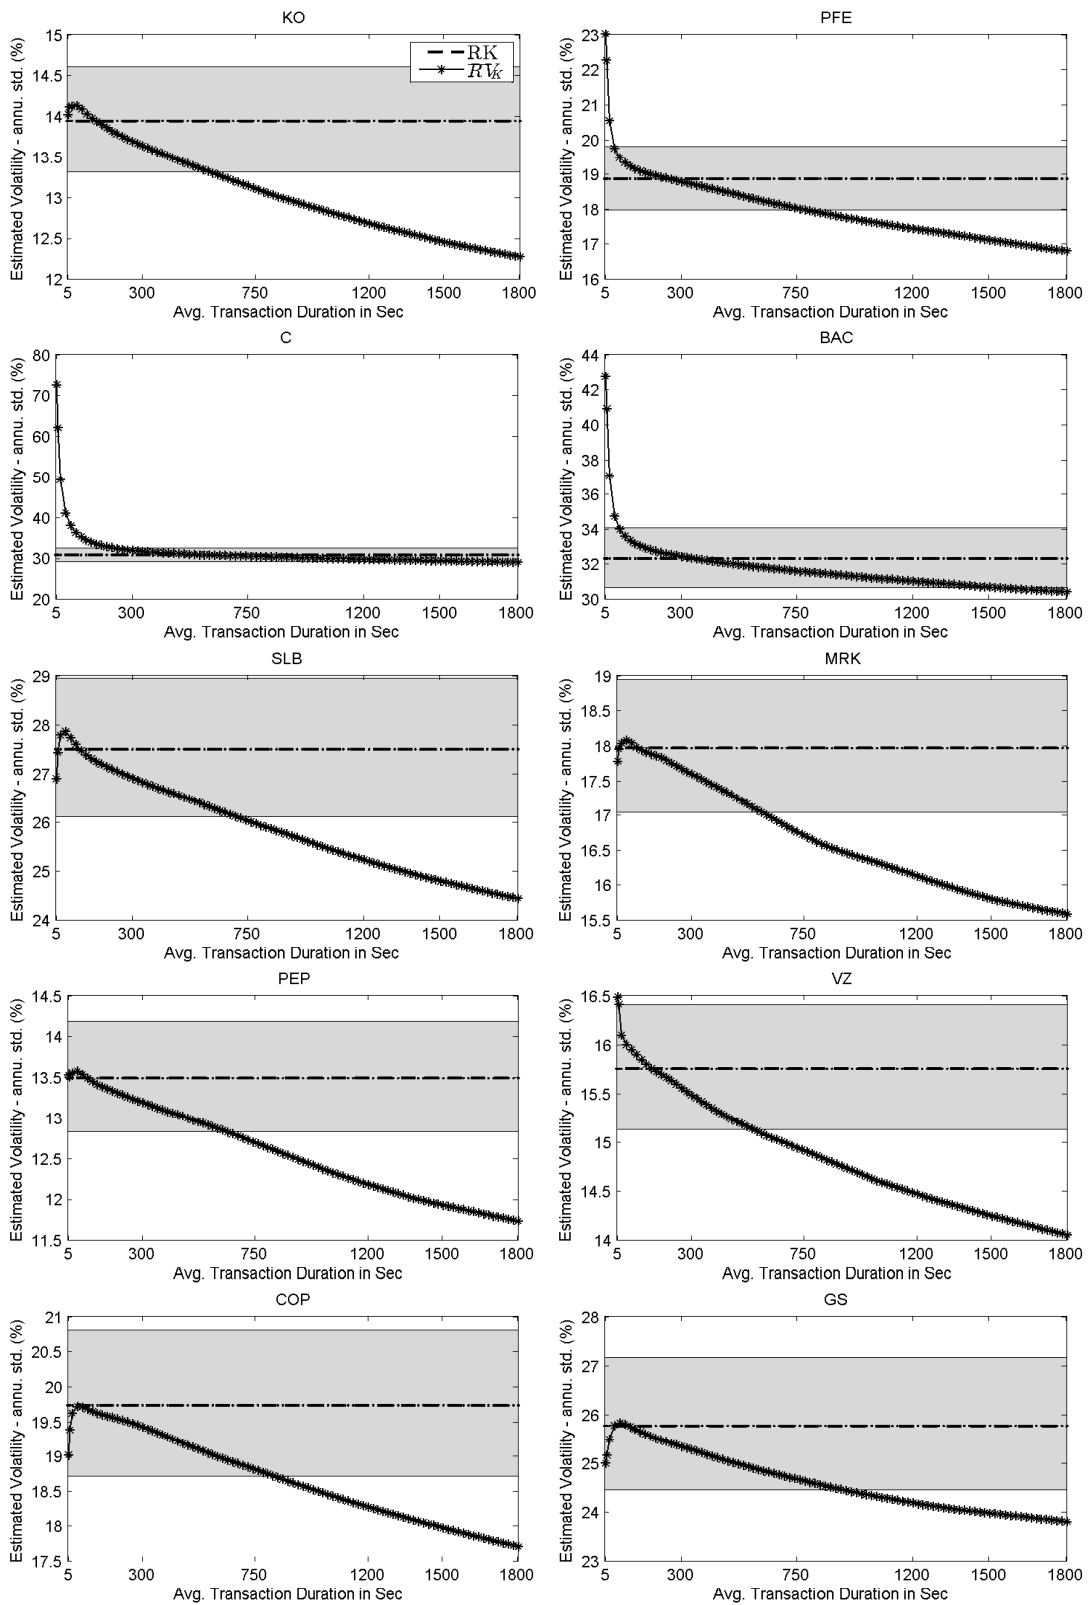 KO
Estimated Volatility - annu. std. (%)
15
14.5
14
13.5
13
12.5
12
RK
RV_K
5 300 750 1200 1500 1800
Avg. Transaction Duration in Sec
PFE
Estimated Volatility - annu. std. (%)
23
22
21
20
19
18
17
16
5 300 750 1200 1500 1800
Avg. Transaction Duration in Sec
C
Estimated Volatility - annu. std. (%)
80
70
60
50
40
30
20
5 300 750 1200 1500 1800
Avg. Transaction Duration in Sec
BAC
Estimated Volatility - annu. std. (%)
44
42
40
38
36
34
32
30
5 300 750 1200 1500 1800
Avg. Transaction Duration in Sec
SLB
Estimated Volatility - annu. std. (%)
29
28
27
26
25
24
5 300 750 1200 1500 1800
Avg. Transaction Duration in Sec
MRK
Estimated Volatility - annu. std. (%)
19
18.5
18
17.5
17
16.5
16
15.5
5 300 750 1200 1500 1800
Avg. Transaction Duration in Sec
PEP
Estimated Volatility - annu. std. (%)
14.5
14
13.5
13
12.5
12
11.5
5 300 750 1200 1500 1800
Avg. Transaction Duration in Sec
VZ
Estimated Volatility - annu. std. (%)
16.5
16
15.5
15
14.5
14
5 300 750 1200 1500 1800
Avg. Transaction Duration in Sec
COP
Estimated Volatility - annu. std. (%)
21
20.5
20
19.5
19
18.5
18
17.5
5 300 750 1200 1500 1800
Avg. Transaction Duration in Sec
GS
Estimated Volatility - annu. std. (%)
28
27
26
25
24
23
5 300 750 1200 1500 1800
Avg. Transaction Duration in Sec